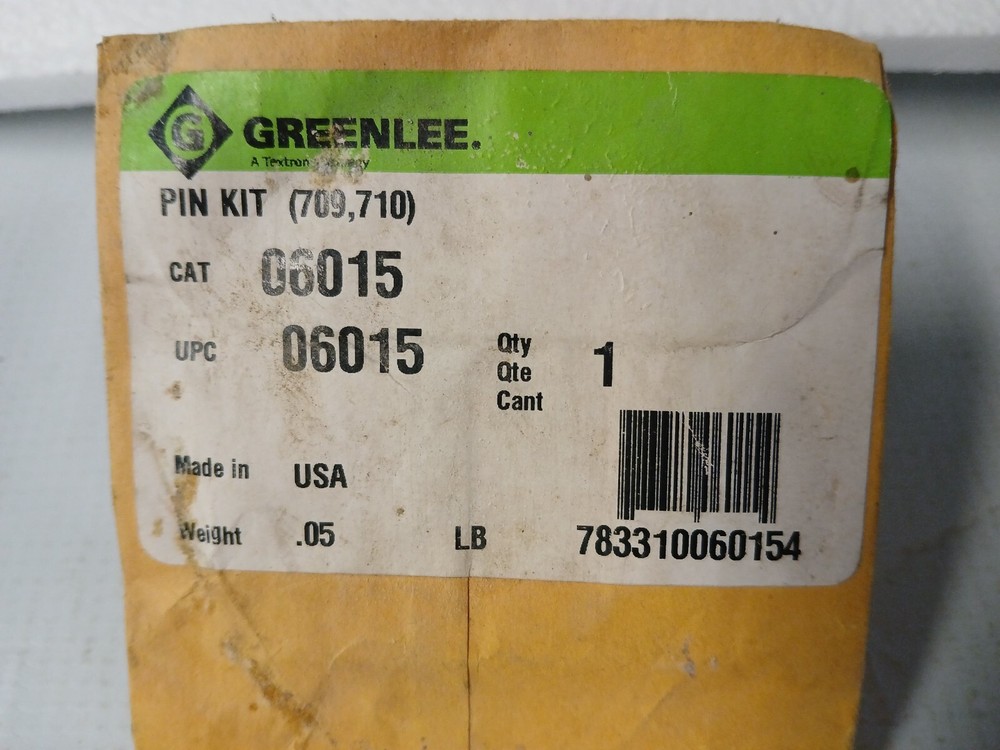 G GREENLEE.
A Textron
PIN KIT (709,710)
CAT 06015
UPC 06015
Qty
Qte 1
Cant
Made in USA
Weight .05 LB
783310060154